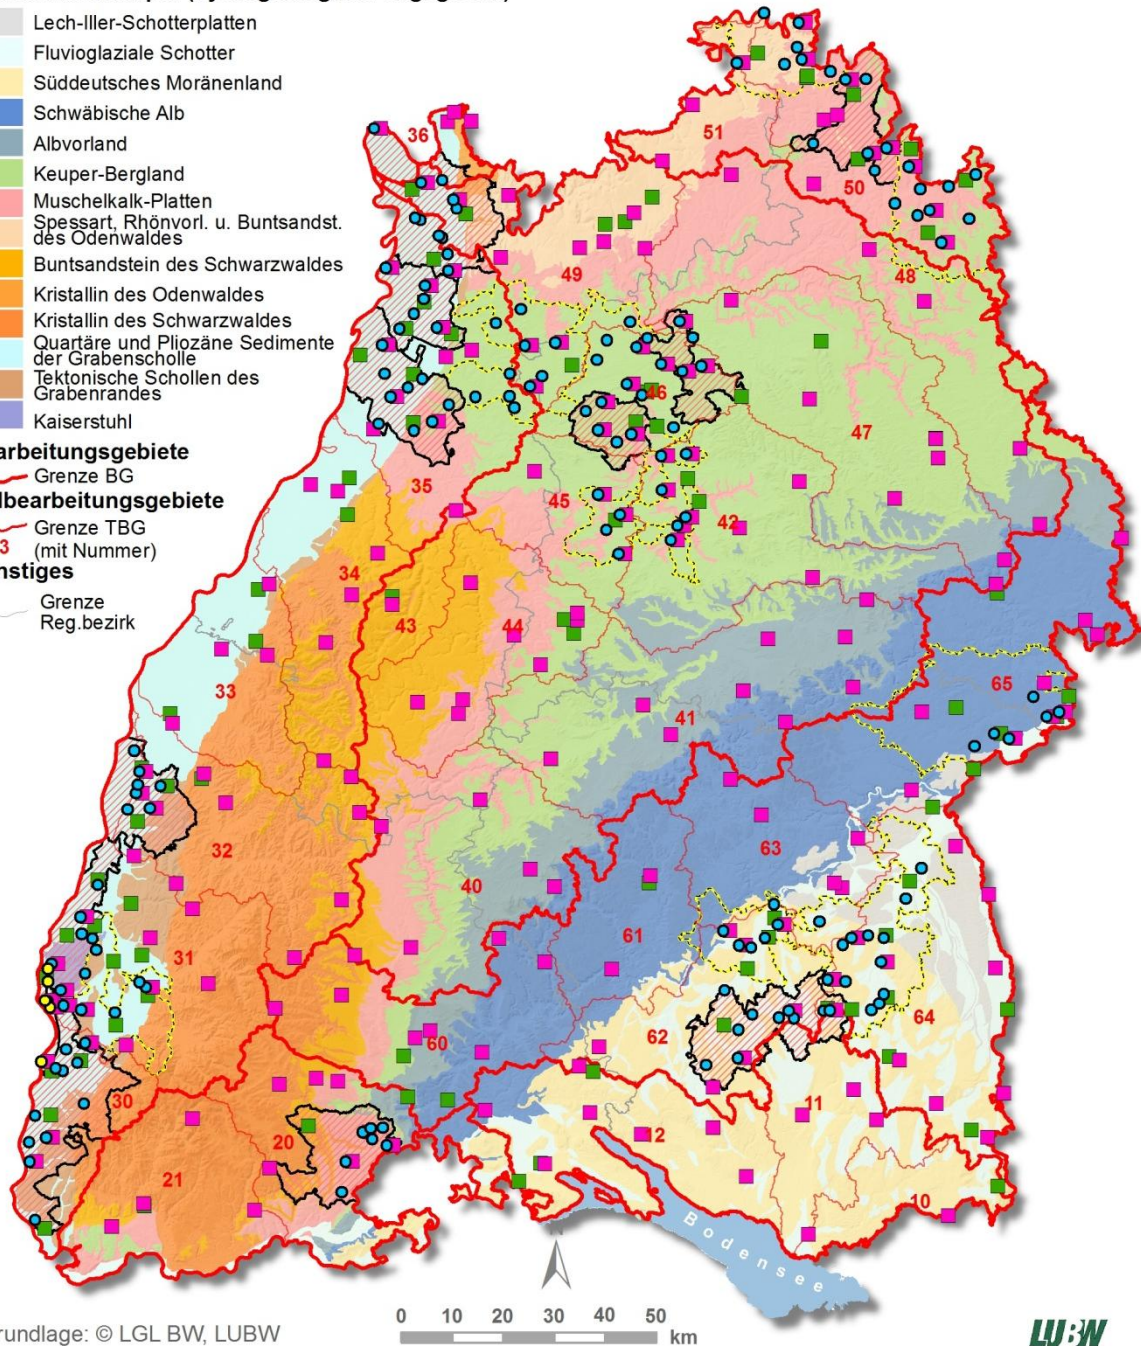 Lech-Iller-Schotterplatten
Fluvioglaziale Schotter
Süddeutsches Moränenland
Schwäbische Alb
Albvorland
Keuper-Bergland
Muschelkalk-Platten
Spessart, Rhönvorl. u. Buntsandst.
des Odenwaldes
Buntsandstein des Schwarzwaldes
Kristallin des Odenwaldes
Kristallin des Schwarzwaldes
Quartäre und Pliozäne Sedimente
der Grabenscholle
Tektonische Schollen des
Grabenrandes
Kaiserstuhl
arbeitungsgebiete
Grenze BG
lbearbeitungsgebiete
Grenze TBG
3 (mit Nummer)
nstiges
Grenze
Reg.bezirk
36
51
50
49
48
46
47
35
45
42
34
43
44
33
65
41
32
63
40
31
61
64
62
60
30
11
20
12
21
10
Bodensee
0 10 20 30 40 50
km
rundlage: © LGL BW, LUBW
LUBW